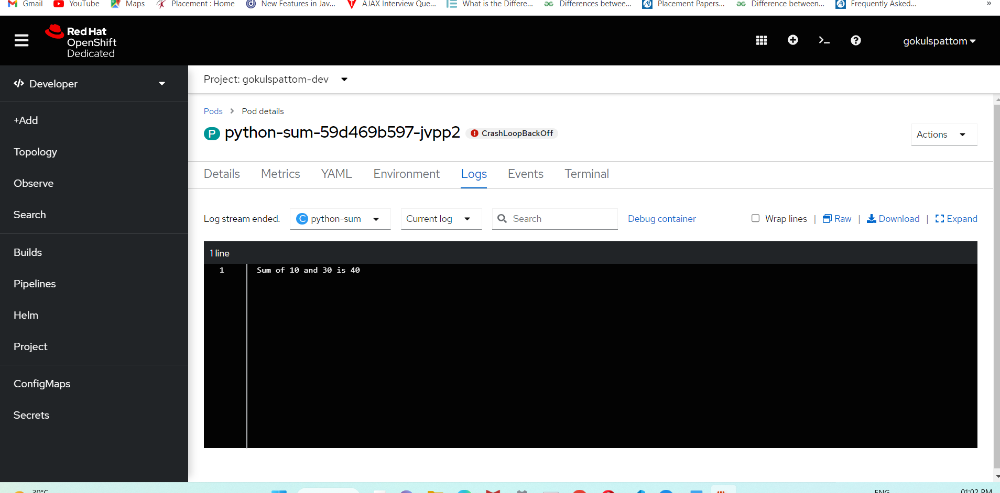 Gmail YouTube Maps Placement : Home New Features in Jav... AJAX Interview Que... What is the Differe... Differences betwee... Placement Papers... Difference between... Frequently Asked... »
Red Hat
OpenShift
Dedicated
gokulspattom
Developer
+Add
Topology
Observe
Search
Builds
Pipelines
Helm
Project
ConfigMaps
Secrets
Project: gokulspattom-dev
Pods > Pod details
P python-sum-59d469b597-jvpp2 CrashLoopBackOff
Actions
Details Metrics YAML Environment Logs Events Terminal
Log stream ended. C python-sum Current log Search Debug container Wrap lines | Raw | Download | Expand
1 line
1 Sum of 10 and 30 is 40
30°C ENG 01:02 PM